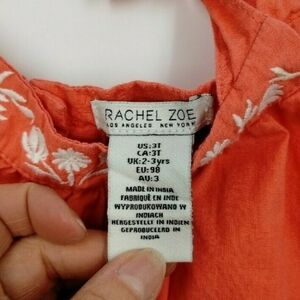 RACHEL ZOE
LOS ANGELES NEW YORK
US: 3T
CA: 3T
UK: 2-3yrs
EU: 98
AU: 3
MADE IN INDIA
FABRIQUÉ EN INDE
WYPRODUKOWANO W
INDIACH
HERGESTELLT IN INDIEN
GEPRODUCEERD IN
INDIA